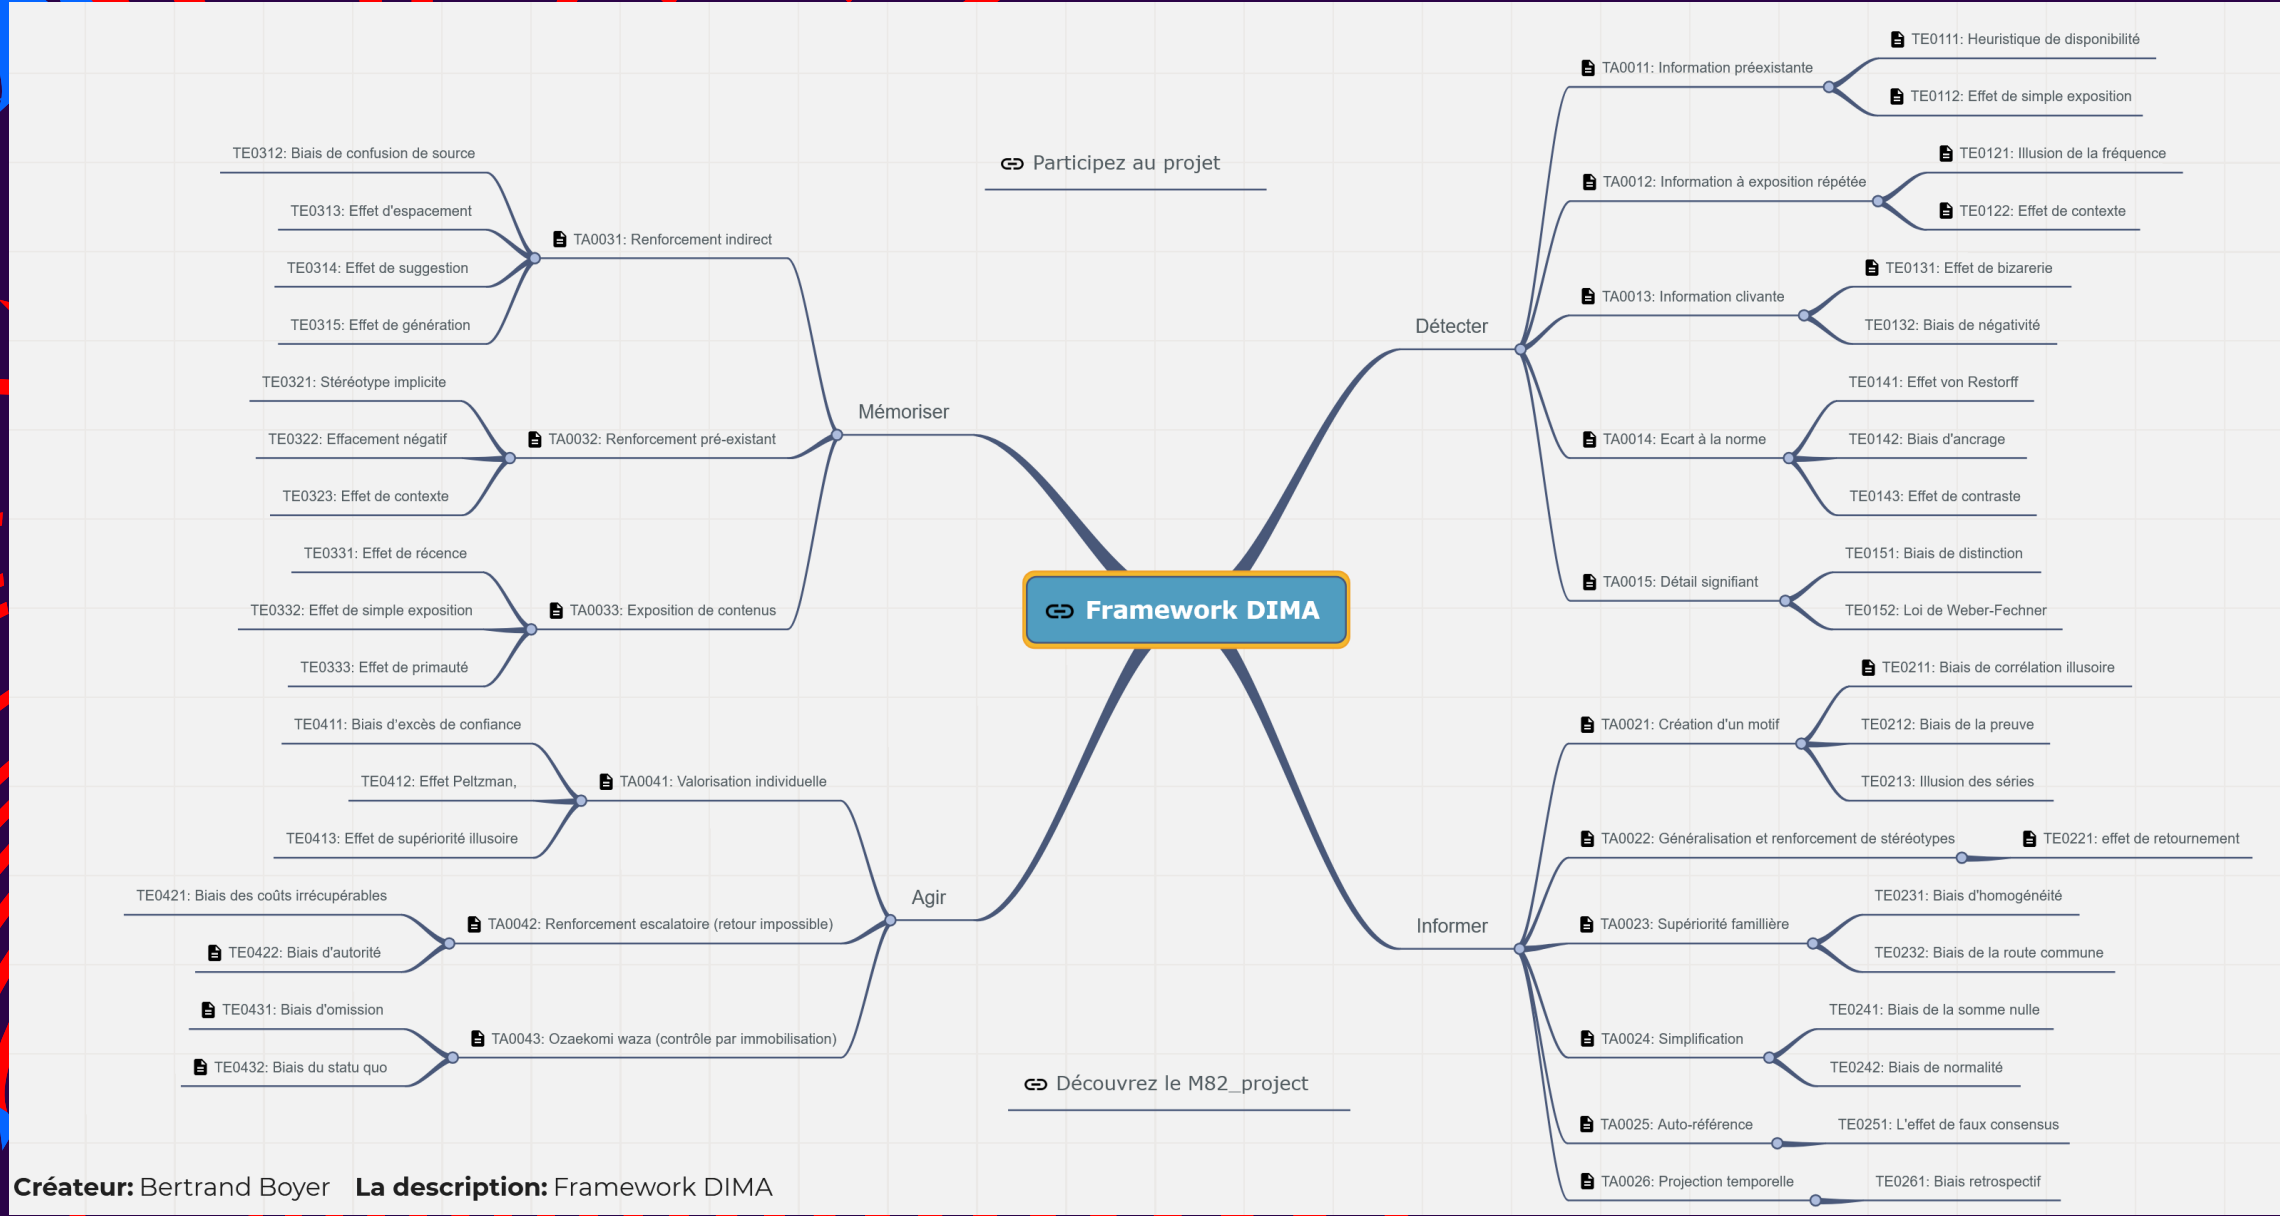 Framework DIMA
Participez au projet
Découvrez le M82_project
Détecter
TA0011: Information préexistante
TE0111: Heuristique de disponibilité
TE0112: Effet de simple exposition
TA0012: Information à exposition répétée
TE0121: Illusion de la fréquence
TE0122: Effet de contexte
TA0013: Information clivante
TE0131: Effet de bizarerie
TE0132: Biais de négativité
TA0014: Ecart à la norme
TE0141: Effet von Restorff
TE0142: Biais d'ancrage
TE0143: Effet de contraste
TA0015: Détail signifiant
TE0151: Biais de distinction
TE0152: Loi de Weber-Fechner
Informer
TA0021: Création d'un motif
TE0211: Biais de corrélation illusoire
TE0212: Biais de la preuve
TE0213: Illusion des séries
TA0022: Généralisation et renforcement de stéréotypes
TE0221: effet de retournement
TA0023: Supériorité famillière
TE0231: Biais d'homogénéité
TE0232: Biais de la route commune
TA0024: Simplification
TE0241: Biais de la somme nulle
TE0242: Biais de normalité
TA0025: Auto-référence
TE0251: L'effet de faux consensus
TA0026: Projection temporelle
TE0261: Biais retrospectif
Mémoriser
TA0031: Renforcement indirect
TE0312: Biais de confusion de source
TE0313: Effet d'espacement
TE0314: Effet de suggestion
TE0315: Effet de génération
TA0032: Renforcement pré-existant
TE0321: Stéréotype implicite
TE0322: Effacement négatif
TE0323: Effet de contexte
TA0033: Exposition de contenus
TE0331: Effet de récence
TE0332: Effet de simple exposition
TE0333: Effet de primauté
Agir
TA0041: Valorisation individuelle
TE0411: Biais d'excès de confiance
TE0412: Effet Peltzman,
TE0413: Effet de supériorité illusoire
TA0042: Renforcement escalatoire (retour impossible)
TE0421: Biais des coûts irrécupérables
TE0422: Biais d'autorité
TA0043: Ozaekomi waza (contrôle par immobilisation)
TE0431: Biais d'omission
TE0432: Biais du statu quo
Créateur: Bertrand Boyer La description: Framework DIMA